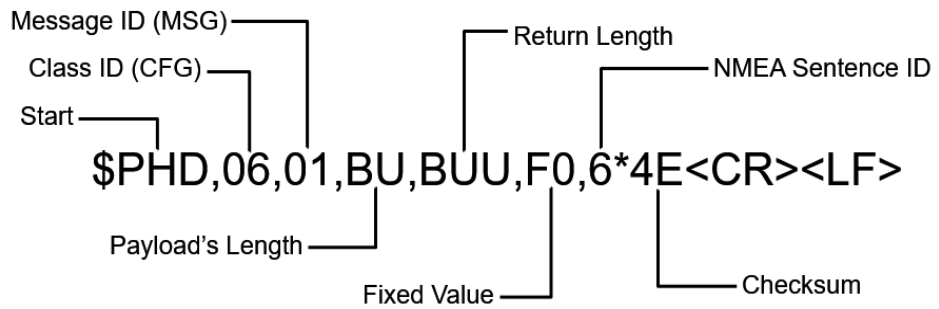 Message ID (MSG)
Return Length
Class ID (CFG)
NMEA Sentence ID
Start
$PHD,06,01,BU,BUU,F0,6*4E<CR><LF>
Payload's Length
Fixed Value
Checksum